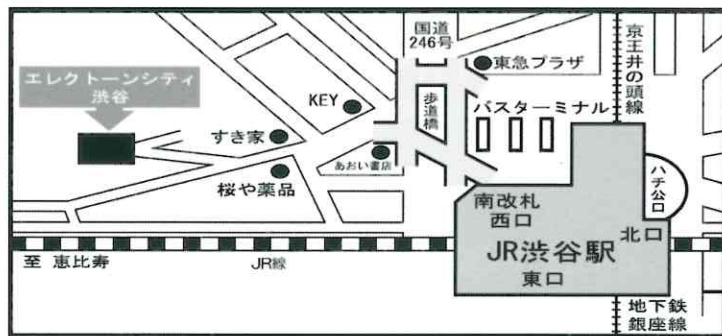 国道
246号
東急プラザ
京王井の頭線
エレクトーンシティ
渋谷
KEY
歩道橋
バスターミナル
すき家
あおい書店
桜や薬品
ハチ公口
南改札
西口
北口
JR渋谷駅
東口
至 恵比寿
JR線
地下鉄
銀座線